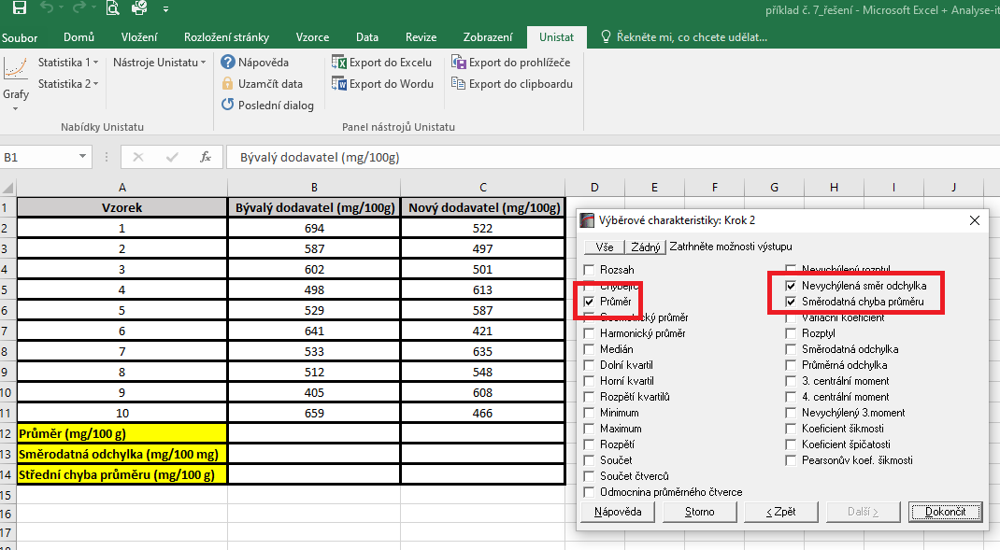 příklad č. 7_řešení - Microsoft Excel + Analyse-it
Soubor Domů Vložení Rozložení stránky Vzorce Data Revize Zobrazení Unistat Řekněte mi, co chcete udělat...
Statistika 1 Nástroje Unistatu Nápověda Export do Excelu Export do prohlížeče
Statistika 2 Uzamčít data Export do Wordu Export do clipboardu
Grafy Poslední dialog
Nabídky Unistatu Panel nástrojů Unistatu
B1 fx Bývalý dodavatel (mg/100g)
A B C D E F G H I J
1 Vzorek Bývalý dodavatel (mg/100g) Nový dodavatel (mg/100g)
2 1 694 522
3 2 587 497
4 3 602 501
5 4 498 613
6 5 529 587
7 6 641 421
8 7 533 635
9 8 512 548
10 9 405 608
11 10 659 466
12 Průměr (mg/100 g)
13 Směrodatná odchylka (mg/100 mg)
14 Střední chyba průměru (mg/100 g)
15
16
17
Výběrové charakteristiky: Krok 2
Vše Žádný Zatrhněte možnosti výstupu
Rozsah
Chybějící
Průměr
Geometrický průměr
Harmonický průměr
Medián
Dolní kvartil
Horní kvartil
Rozpětí kvartilů
Minimum
Maximum
Rozpětí
Součet
Součet čtverců
Odmocnina průměrného čtverce
Nevychýlený rozptyl
Nevychýlená směr odchylka
Směrodatná chyba průměru
Variační koeficient
Rozptyl
Směrodatná odchylka
Průměrná odchylka
3. centrální moment
4. centrální moment
Nevychýlený 3.moment
Koeficient šikmosti
Koeficient špičatosti
Pearsonův koef. šikmosti
Nápověda Storno < Zpět Další > Dokončit